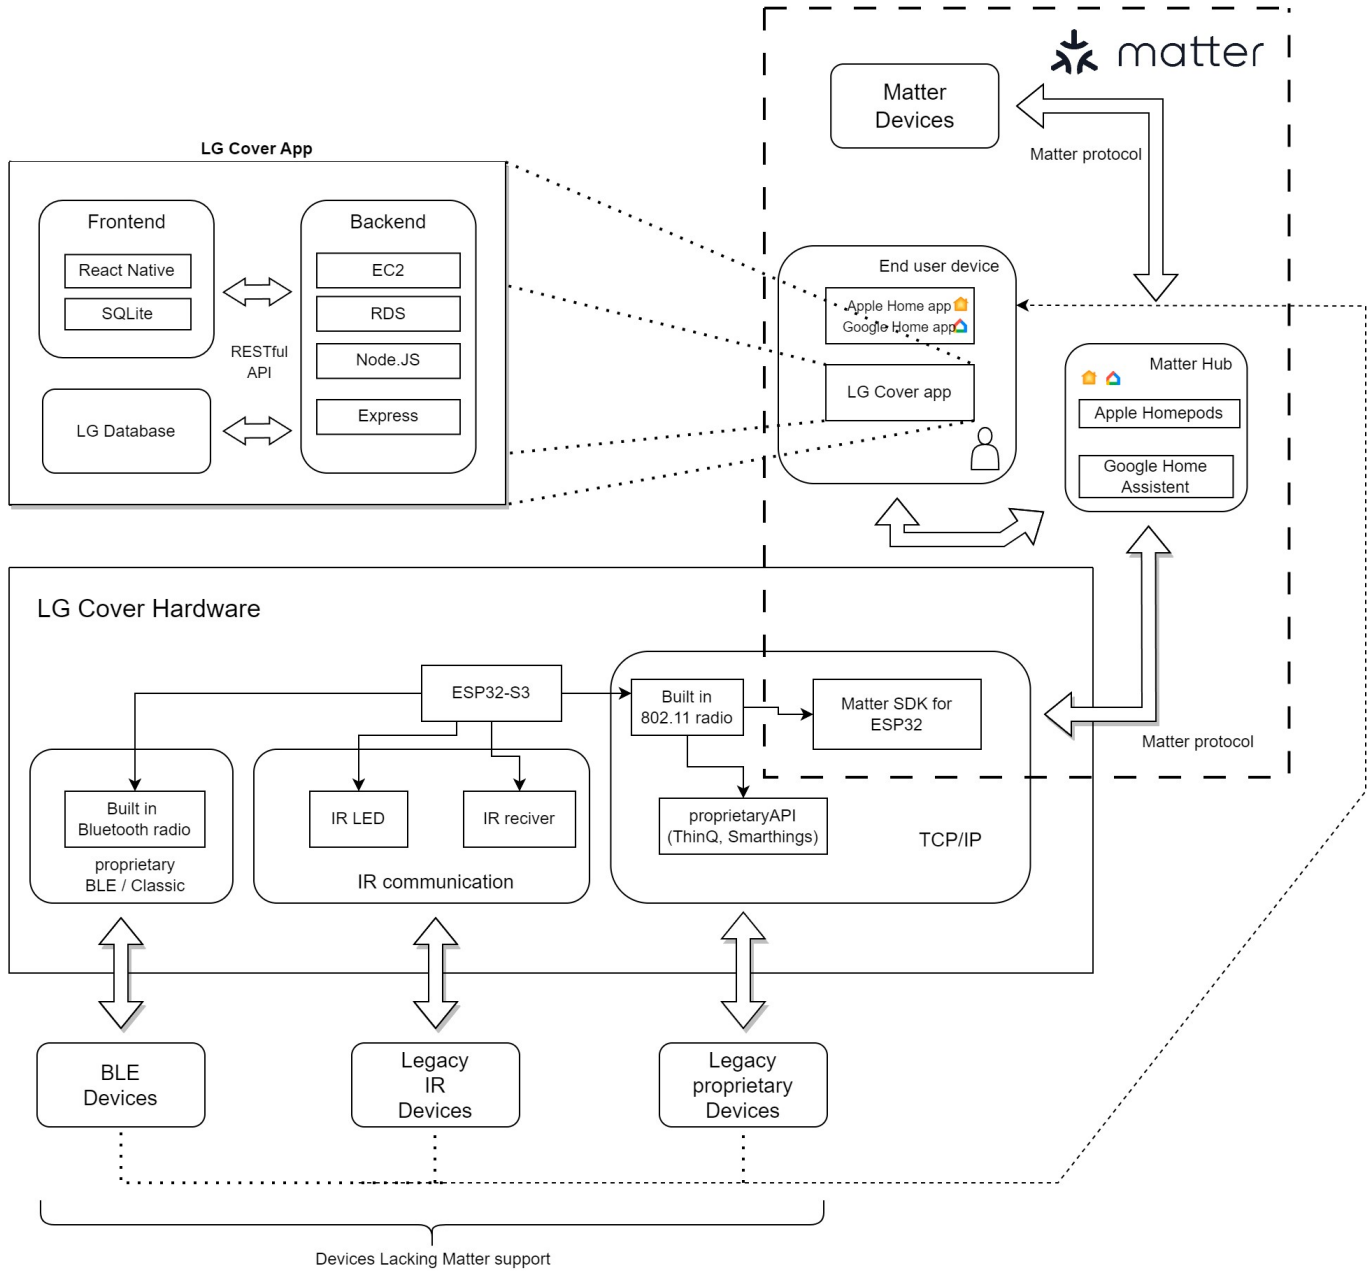 matter
Matter
Devices
Matter protocol
LG Cover App
Frontend
React Native
SQLite
RESTful
API
LG Database
Backend
EC2
RDS
Node.JS
Express
End user device
Apple Home app
Google Home app
LG Cover app
Matter Hub
Apple Homepods
Google Home
Assistent
LG Cover Hardware
ESP32-S3
Built in
802.11 radio
Matter SDK for
ESP32
Matter protocol
Built in
Bluetooth radio
proprietary
BLE / Classic
IR LED
IR reciver
IR communication
proprietaryAPI
(ThinQ, Smarthings)
TCP/IP
BLE
Devices
Legacy
IR
Devices
Legacy
proprietary
Devices
Devices Lacking Matter support